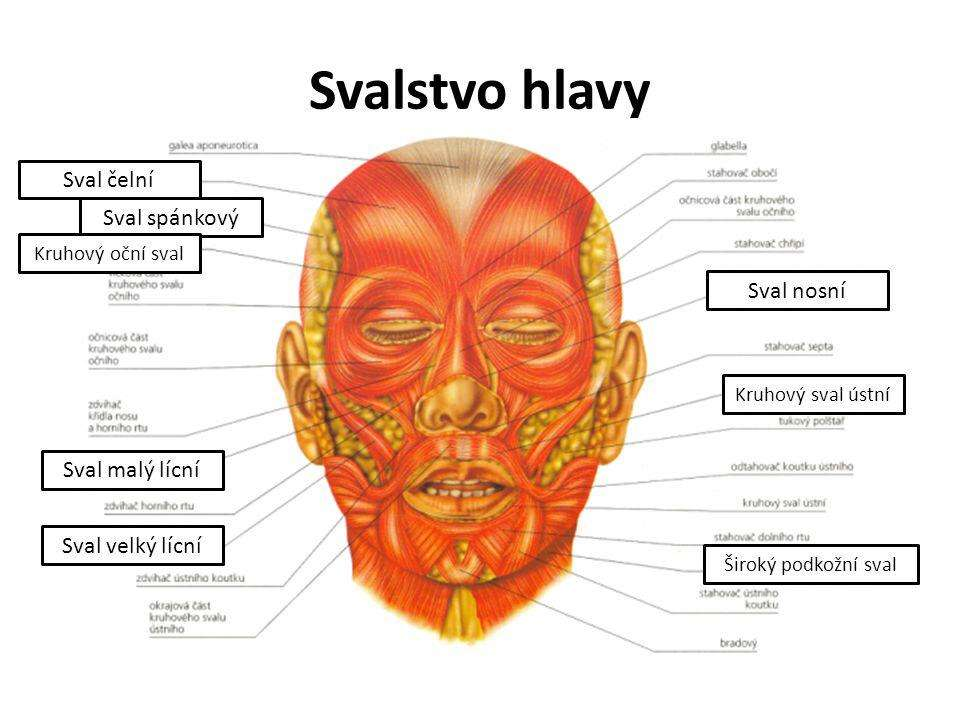 Svalstvo hlavy
galea aponeurotica
Sval čelní
Sval spánkový
Kruhový oční sval
část
kruhového svalu
očního
očnicová část
kruhového svalu
očního
zdvihač
křídla nosu
a horního rtu
Sval malý lícní
zdvihač horního rtu
Sval velký lícní
zdvihač ústního koutku
okrajová část
kruhového svalu
ústního
glabella
stahovač obočí
očnicová část kruhového
svalu očního
stahovač chřípí
Sval nosní
stahovač septa
Kruhový sval ústní
tukový polštář
odtahovač koutku ústního
kruhový sval ústní
stahovač dolního rtu
Široký podkožní sval
stahovač ústního
koutku
bradový